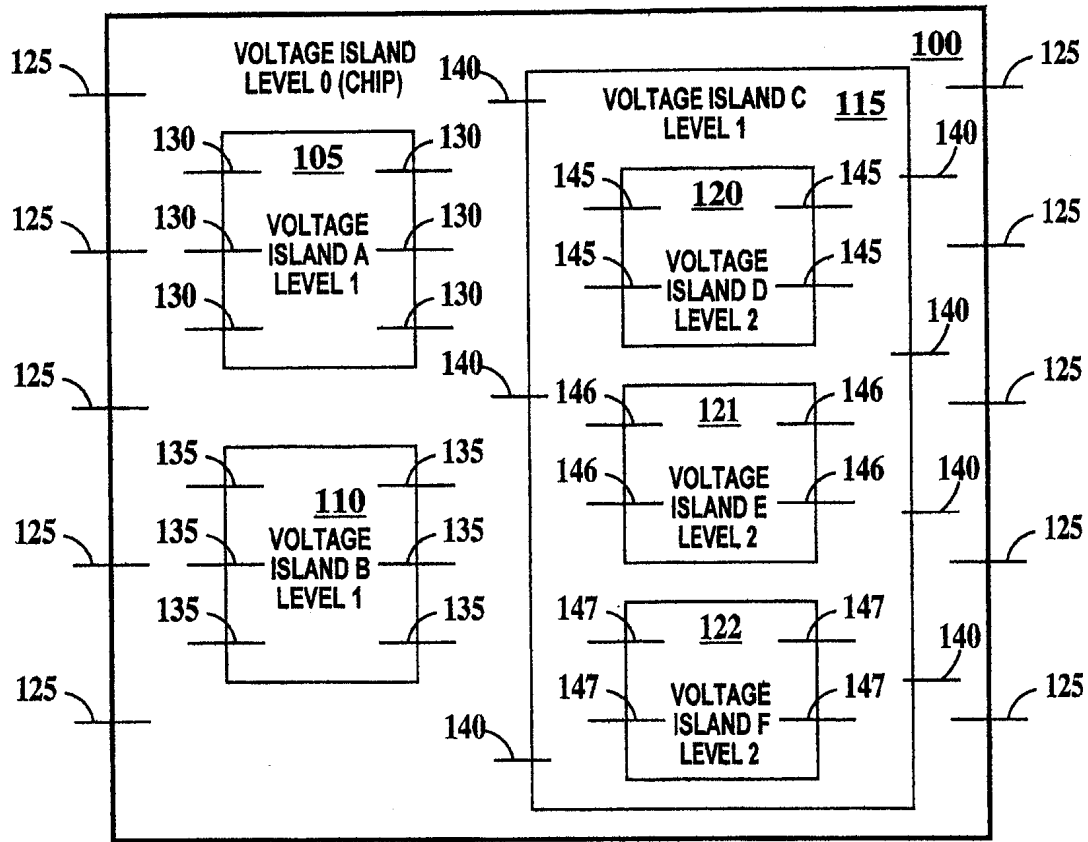 100
VOLTAGE ISLAND
LEVEL 0 (CHIP)
125
125
125
125
125
125
125
125
125
125
105
VOLTAGE
ISLAND A
LEVEL 1
130
130
130
130
130
130
110
VOLTAGE
ISLAND B
LEVEL 1
135
135
135
135
135
135
VOLTAGE ISLAND C
LEVEL 1
115
140
140
140
140
140
140
140
120
VOLTAGE
ISLAND D
LEVEL 2
145
145
145
145
121
VOLTAGE
ISLAND E
LEVEL 2
146
146
146
146
122
VOLTAGE
ISLAND F
LEVEL 2
147
147
147
147